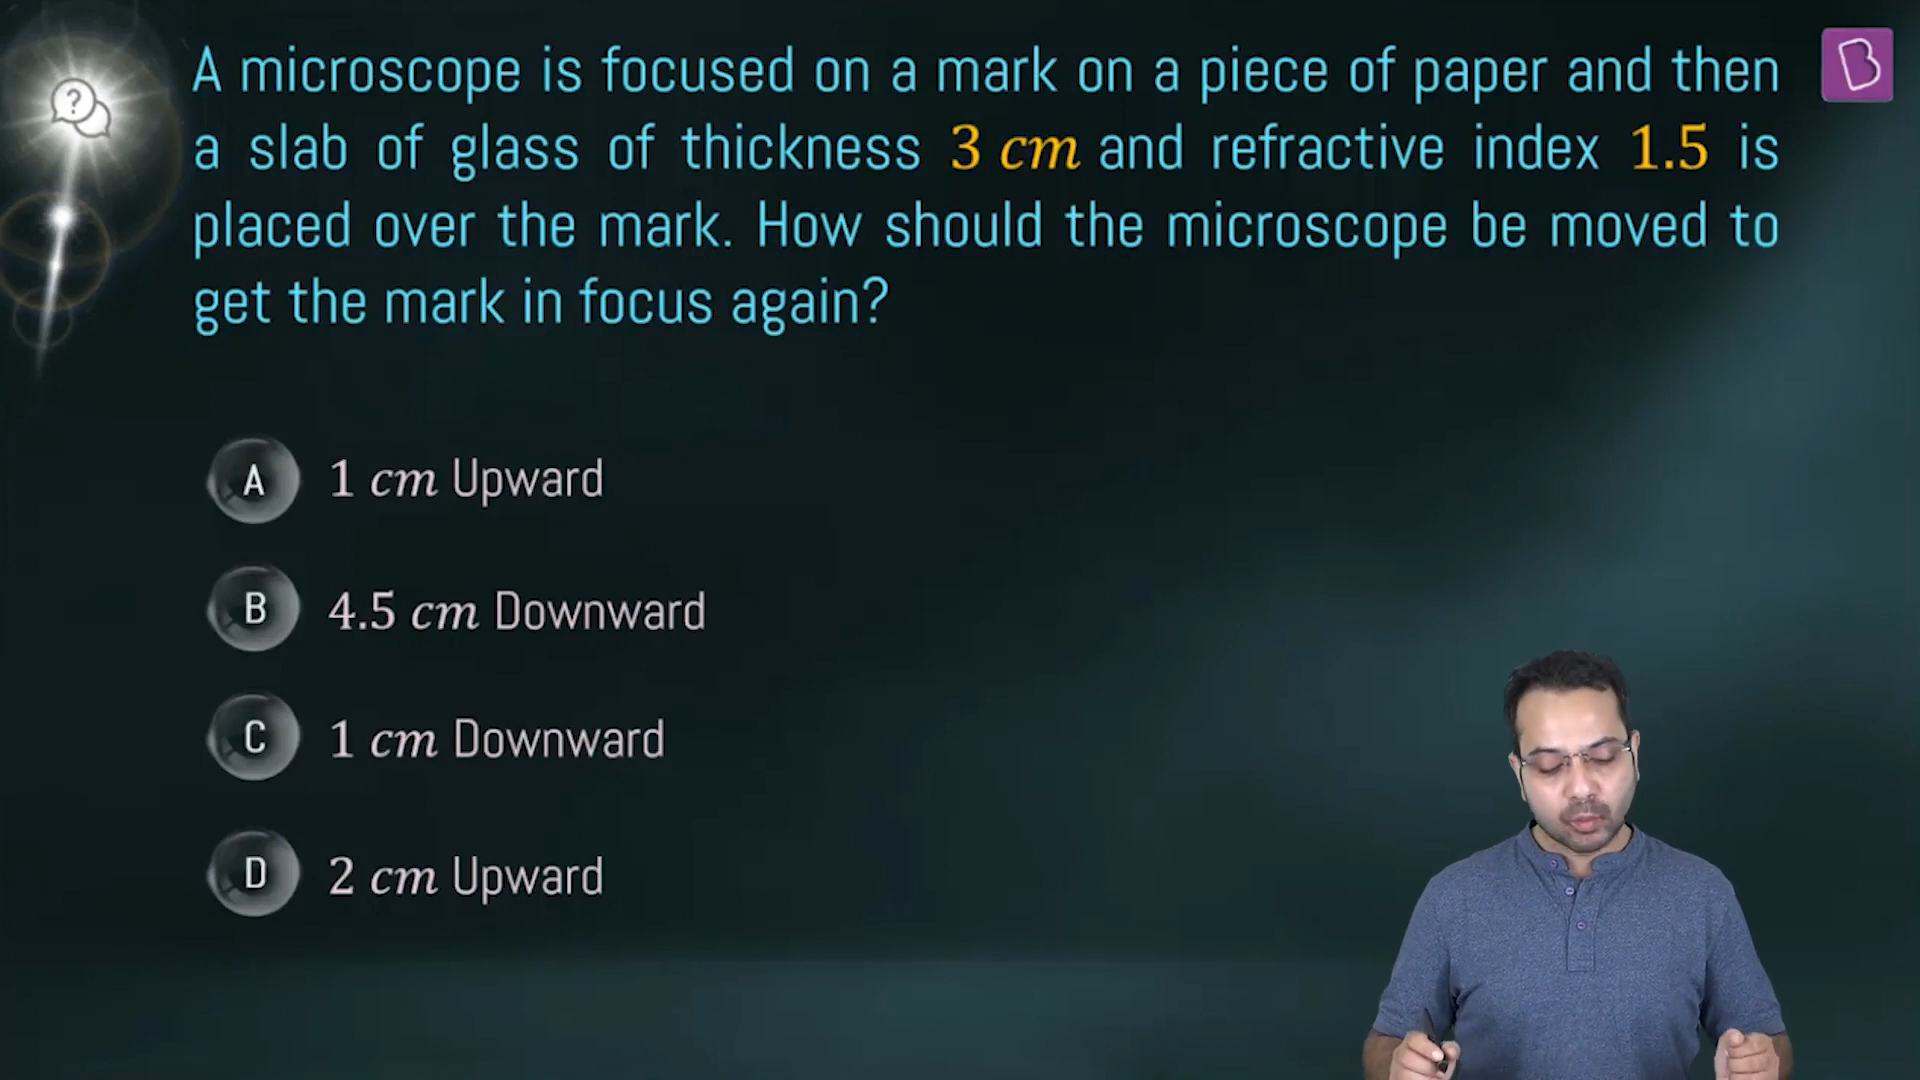 A microscope is focused on a mark on a piece of paper and then
a slab of glass of thickness 3 cm and refractive index 1.5 is
placed over the mark. How should the microscope be moved to
get the mark in focus again?
A 1 cm Upward
B 4.5 cm Downward
C 1 cm Downward
D 2 cm Upward